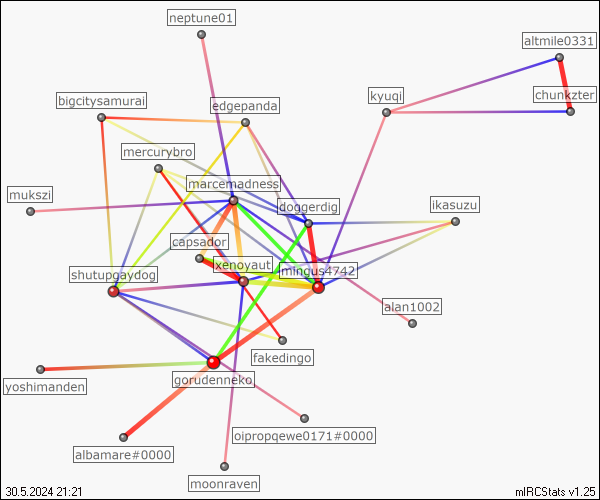 neptune01
altmile0331
bigcitysamurai
edgepanda
kyuqi
chunkzter
mercurybro
marcemadness
mukszi
doggerdig
ikasuzu
capsador
shutupgaydog
xenoyaut
mingus4742
alan1002
fakedingo
yoshimanden
gorudenneko
oipropqewe0171#0000
albamare#0000
moonraven
30.5.2024 21:21
mIRCStats v1.25